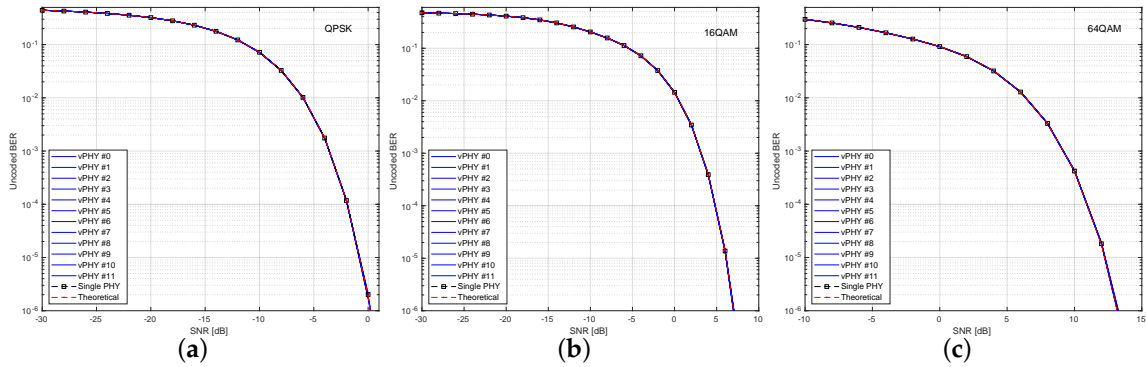 QPSK
Uncoded BER
10-1
10-2
10-3
10-4
10-5
10-6
vPHY #0
vPHY #1
vPHY #2
vPHY #3
vPHY #4
vPHY #5
vPHY #6
vPHY #7
vPHY #8
vPHY #9
vPHY #10
vPHY #11
Single PHY
Theoretical
-30 -25 -20 -15 -10 -5 0
SNR [dB]
(a)
16QAM
Uncoded BER
10-1
10-2
10-3
10-4
10-5
10-6
vPHY #0
vPHY #1
vPHY #2
vPHY #3
vPHY #4
vPHY #5
vPHY #6
vPHY #7
vPHY #8
vPHY #9
vPHY #10
vPHY #11
Single PHY
Theoretical
-30 -25 -20 -15 -10 -5 0 5 10
SNR [dB]
(b)
64QAM
Uncoded BER
10-1
10-2
10-3
10-4
10-5
10-6
vPHY #0
vPHY #1
vPHY #2
vPHY #3
vPHY #4
vPHY #5
vPHY #6
vPHY #7
vPHY #8
vPHY #9
vPHY #10
vPHY #11
Single PHY
Theoretical
-10 -5 0 5 10 15
SNR [dB]
(c)